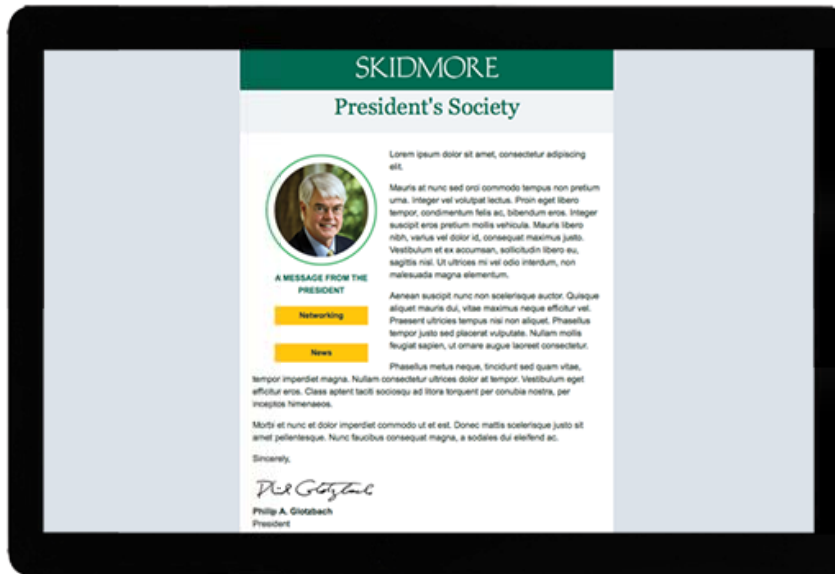 SKIDMORE
President's Society
Lorem ipsum dolor sit amet, consectetur adipiscing
elit.
Mauris at nunc sed orci commodo tempus non pretium
urna. Integer vel volutpat lectus. Proin eget libero
tempor, condimentum felis ac, bibendum eros. Integer
suscipit eros pretium mollis vehicula. Mauris libero
nibh, varius vel dolor id, consequat maximus justo.
Vestibulum et ex accumsan, sollicitudin libero eu,
sagittis nisl. Ut ultrices mi vel odio interdum, non
malesuada magna elementum.
A MESSAGE FROM THE
PRESIDENT
Networking
News
Aenean suscipit nunc non scelerisque auctor. Quisque
aliquet mauris dui, vitae maximus neque efficitur vel.
Praesent ultricies tempus nisi non aliquet. Phasellus
tempor justo sed placerat vulputate. Nullam mollis
feugiat sapien, ut ornare augue laoreet consectetur.
Phasellus metus neque, tincidunt sed quam vitae,
tempor imperdiet magna. Nullam consectetur ultrices dolor at tempor. Vestibulum eget
efficitur eros. Class aptent taciti sociosqu ad litora torquent per conubia nostra, per
inceptos himenaeos.
Morbi et nunc et dolor imperdiet commodo ut et est. Donec mattis scelerisque justo sit
amet pellentesque. Nunc faucibus consequat magna, a sodales dui eleifend ac.
Sincerely,
Phil Glotzbach
Philip A. Glotzbach
President